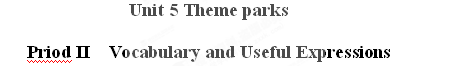 Unit 5 Theme parks
Priod II Vocabulary and Useful Expressions